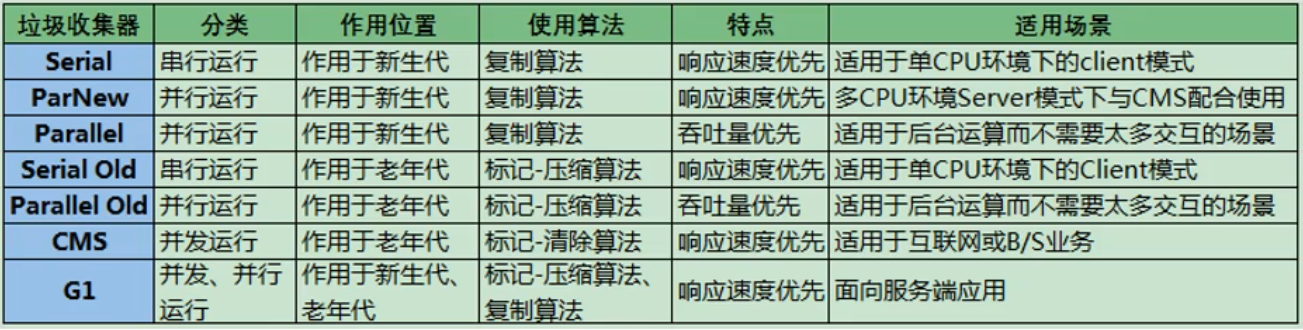 垃圾收集器 分类 作用位置 使用算法 特点 适用场景
Serial 串行运行 作用于新生代 复制算法 响应速度优先 适用于单CPU环境下的client模式
ParNew 并行运行 作用于新生代 复制算法 响应速度优先 多CPU环境Server模式下与CMS配合使用
Parallel 并行运行 作用于新生代 复制算法 吞吐量优先 适用于后台运算而不需要太多交互的场景
Serial Old 串行运行 作用于老年代 标记-压缩算法 响应速度优先 适用于单CPU环境下的Client模式
Parallel Old 并行运行 作用于老年代 标记-压缩算法 吞吐量优先 适用于后台运算而不需要太多交互的场景
CMS 并发运行 作用于老年代 标记-清除算法 响应速度优先 适用于互联网或B/S业务
G1 并发、并行 作用于新生代、 标记-压缩算法、 响应速度优先 面向服务端应用
运行 老年代 复制算法